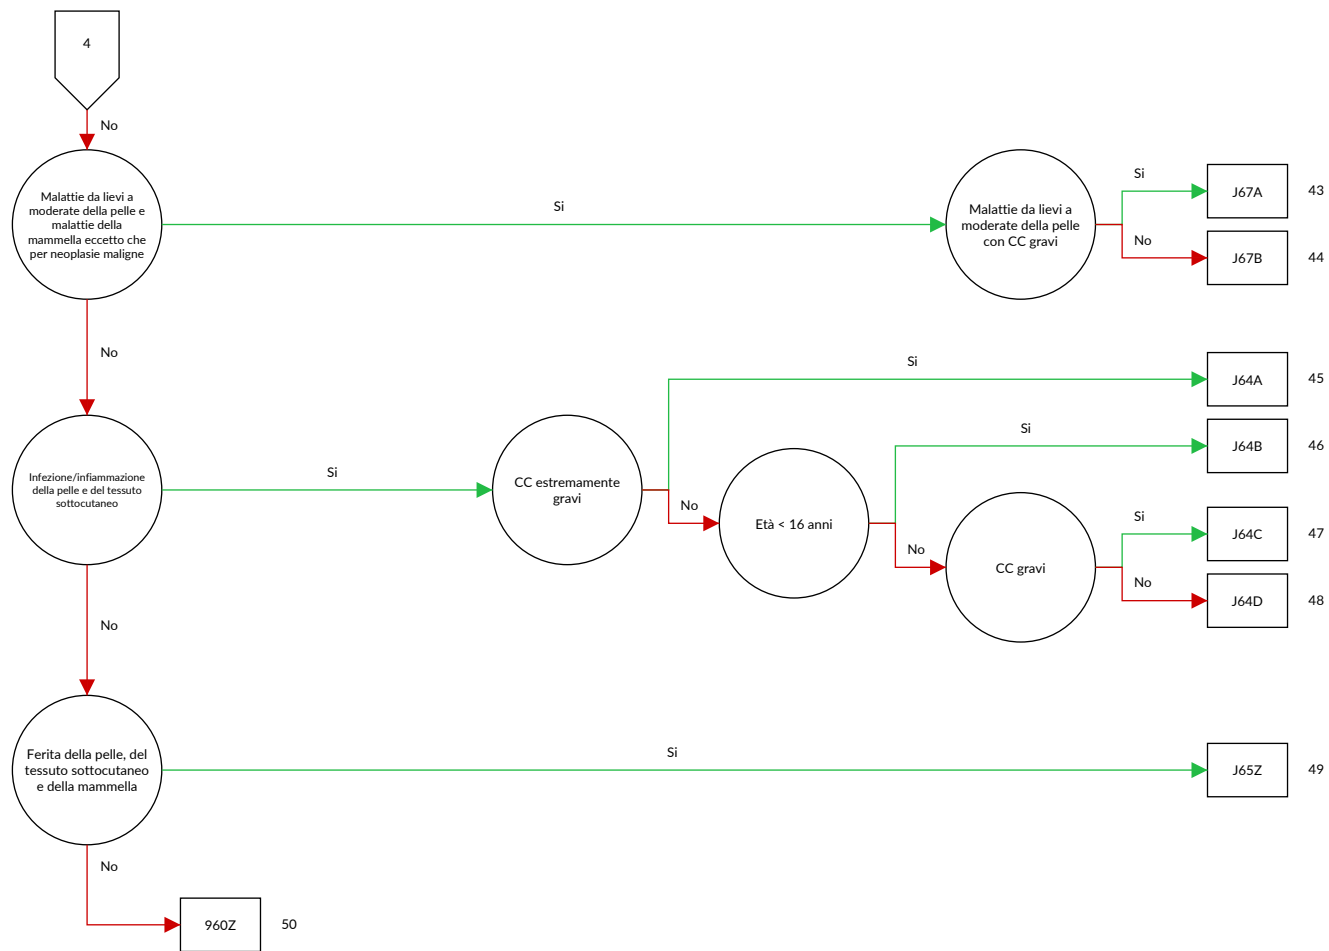 4
No
Malattie da lievi a
moderate della pelle e
malattie della
mammella eccetto che
per neoplasie maligne
Si
Malattie da lievi a
moderate della pelle
con CC gravi
Si
J67A
43
No
J67B
44
No
Infezione/infiammazione
della pelle e del tessuto
sottocutaneo
Si
CC estremamente
gravi
Si
J64A
45
No
Età < 16 anni
Si
J64B
46
No
CC gravi
Si
J64C
47
No
J64D
48
No
Ferita della pelle, del
tessuto sottocutaneo
e della mammella
Si
J65Z
49
No
960Z
50